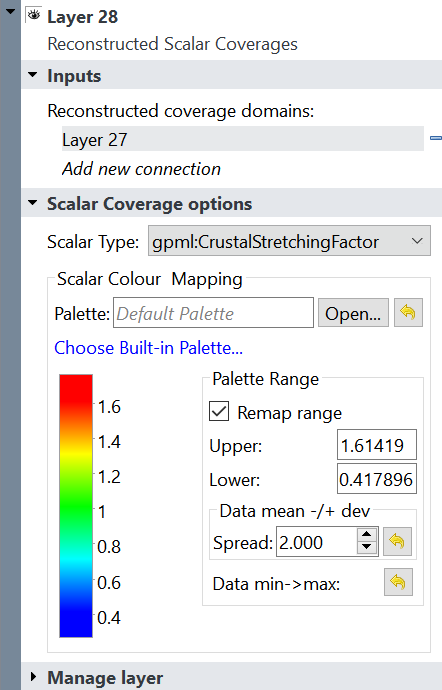 Layer 28
Reconstructed Scalar Coverages
Inputs
Reconstructed coverage domains:
Layer 27
Add new connection
Scalar Coverage options
Scalar Type: gpml:CrustalStretchingFactor
Scalar Colour Mapping
Palette: Default Palette Open...
Choose Built-in Palette...
1.6
1.4
1.2
1
0.8
0.6
0.4
Palette Range
Remap range
Upper: 1.61419
Lower: 0.417896
Data mean -/+ dev
Spread: 2.000
Data min->max:
Manage layer